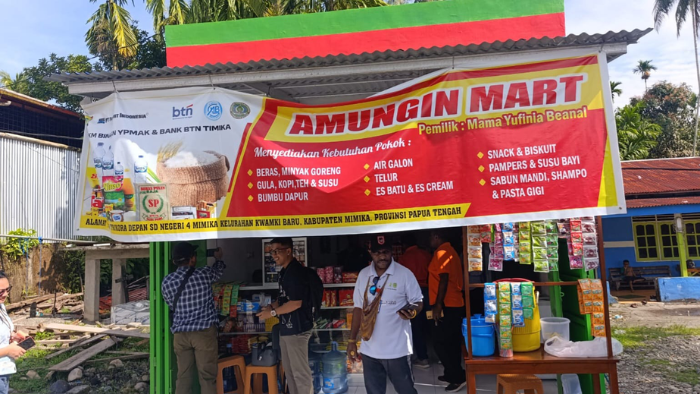 btn
YPMAK & BANK BTN TIMIKA
AMUNGIN MART
Pemilik : Mama Yufinia Beanal
Menyediakan Kebutuhan Pokok :
BERAS, MINYAK GORENG
GULA, KOPI, TEH & SUSU
BUMBU DAPUR
AIR GALON
TELUR
ES BATU & ES CREAM
SNACK & BISKUIT
PAMPERS & SUSU BAYI
SABUN MANDI, SHAMPO
& PASTA GIGI
SP
DEPAN SD NEGERI 4 MIMIKA KELURAHAN KWAMKI BARU, KABUPATEN MIMIKA, PROVINSI PAPUA TENGAH